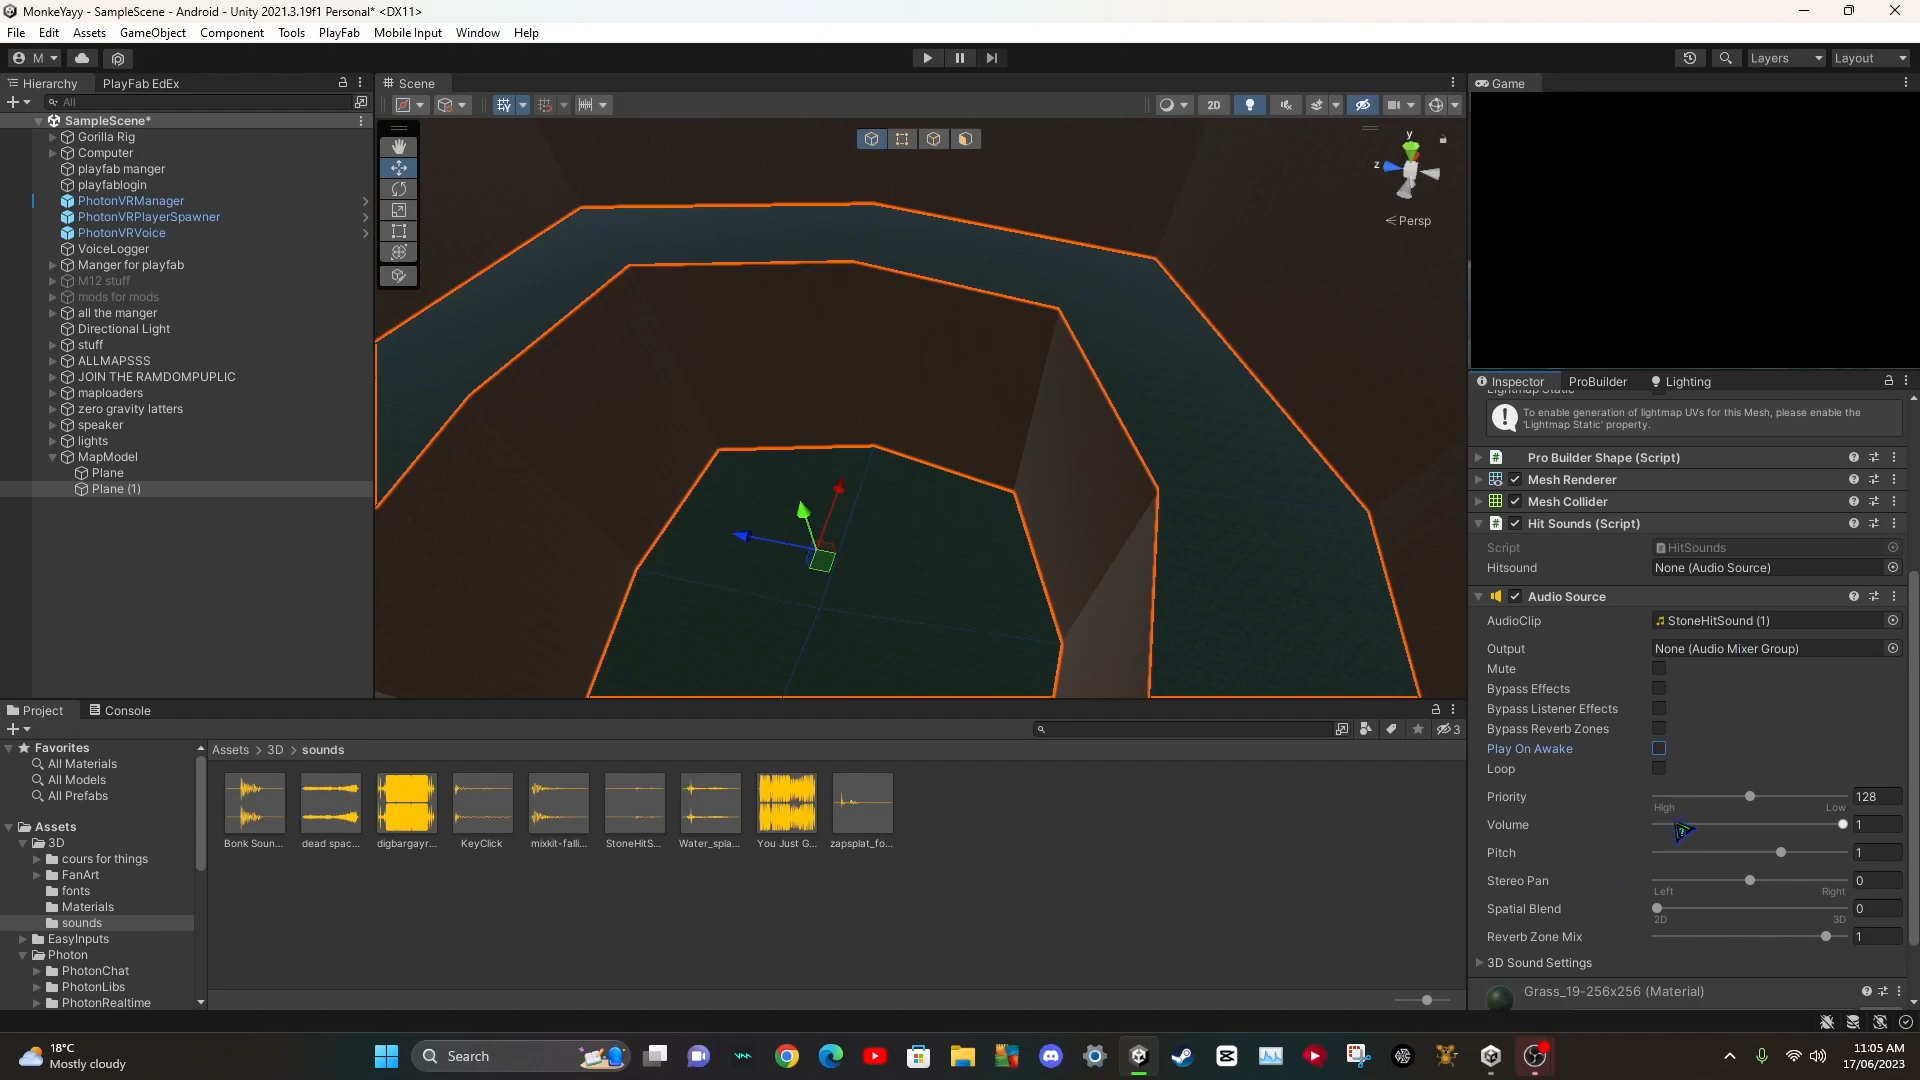 MonkeYayy - SampleScene - Android - Unity 2021.3.19f1 Personal* <DX11>
File Edit Assets GameObject Component Tools PlayFab Mobile Input Window Help
M Layers Layout
Hierarchy PlayFab EdEx
All
SampleScene*
Gorilla Rig
Computer
playfab manger
playfablogin
PhotonVRManager
PhotonVRPlayerSpawner
PhotonVRVoice
VoiceLogger
Manger for playfab
M12 stuff
mods for mods
all the manger
Directional Light
stuff
ALLMAPSSS
JOIN THE RAMDOMPUPLIC
maploaders
zero gravity latters
speaker
lights
MapModel
Plane
Plane (1)
Scene
2D
y
z
Persp
Game
Inspector ProBuilder Lighting
Lightmap Static
To enable generation of lightmap UVs for this Mesh, please enable the
'Lightmap Static' property.
Pro Builder Shape (Script)
Mesh Renderer
Mesh Collider
Hit Sounds (Script)
Script HitSounds
Hitsound None (Audio Source)
Audio Source
AudioClip StoneHitSound (1)
Output None (Audio Mixer Group)
Mute
Bypass Effects
Bypass Listener Effects
Bypass Reverb Zones
Play On Awake
Loop
Priority 128
High Low
Volume 1
Pitch 1
Stereo Pan 0
Left Right
Spatial Blend 0
2D 3D
Reverb Zone Mix 1
3D Sound Settings
Grass_19-256x256 (Material)
Project Console
3
Favorites
All Materials
All Models
All Prefabs
Assets
3D
cours for things
FanArt
fonts
Materials
sounds
EasyInputs
Photon
PhotonChat
PhotonLibs
PhotonRealtime
Assets > 3D > sounds
Bonk Soun... dead spac... digbargayr... KeyClick mixkit-falli... StoneHitS... Water_spla... You Just G... zapsplat_fo...
18°C
Mostly cloudy
Search
11:05 AM
17/06/2023